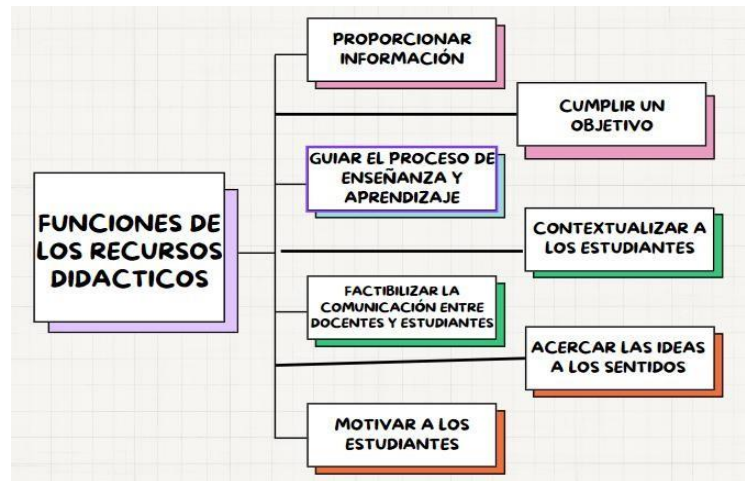 FUNCIONES DE
LOS RECURSOS
DIDACTICOS
PROPORCIONAR
INFORMACIÓN
CUMPLIR UN
OBJETIVO
GUIAR EL PROCESO DE
ENSEÑANZA Y
APRENDIZAJE
CONTEXTUALIZAR A
LOS ESTUDIANTES
FACTIBILIZAR LA
COMUNICACIÓN ENTRE
DOCENTES Y ESTUDIANTES
ACERCAR LAS IDEAS
A LOS SENTIDOS
MOTIVAR A LOS
ESTUDIANTES